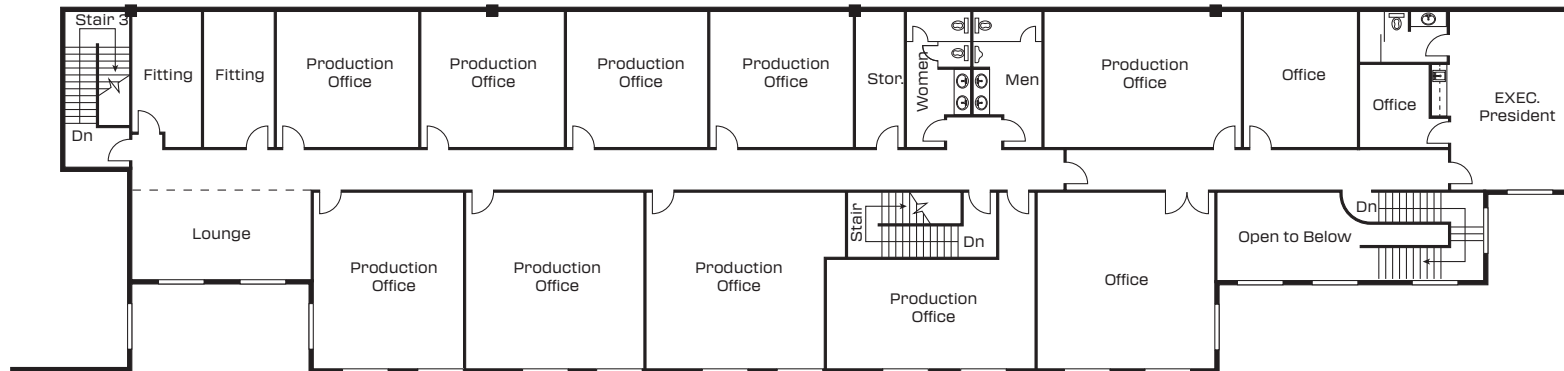 Stair 3
Dn
Fitting
Fitting
Production
Office
Production
Office
Production
Office
Production
Office
Stor.
Women
Men
Production
Office
Office
Office
EXEC.
President
Lounge
Production
Office
Production
Office
Production
Office
Stair
Dn
Production
Office
Office
Open to Below
Dn